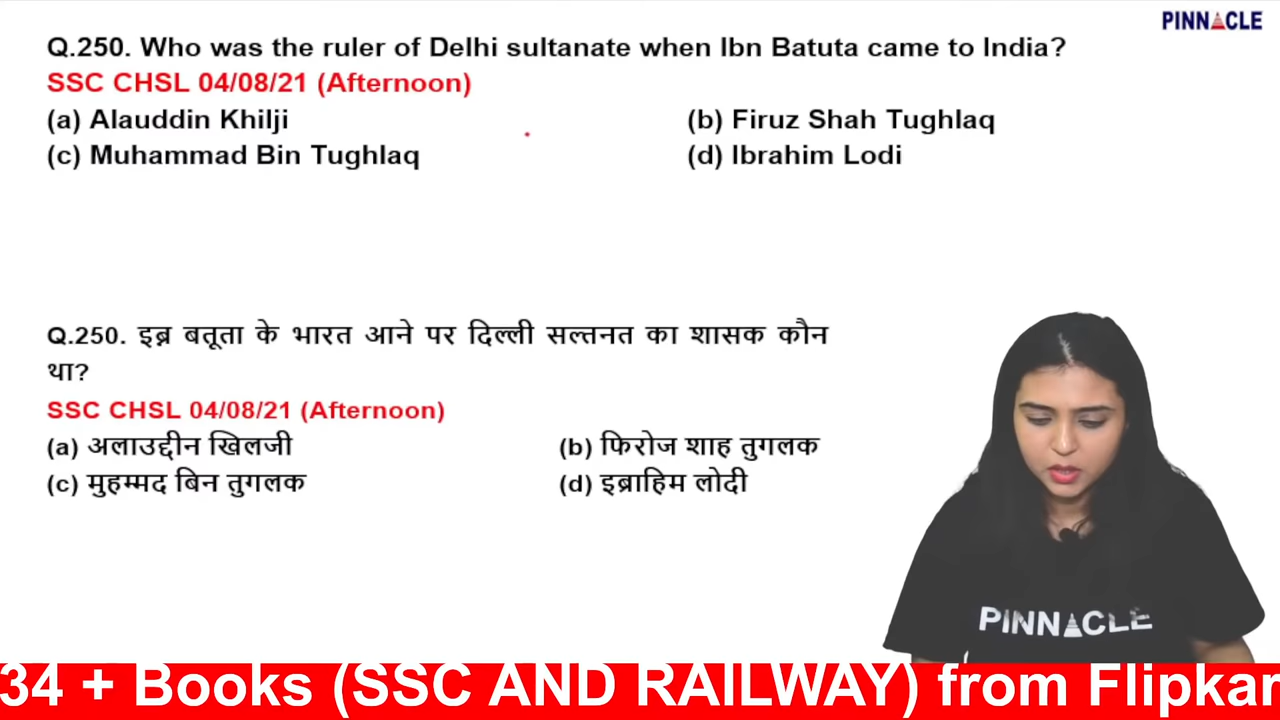 PINNACLE
Q.250. Who was the ruler of Delhi sultanate when Ibn Batuta came to India?
SSC CHSL 04/08/21 (Afternoon)
(a) Alauddin Khilji (b) Firuz Shah Tughlaq
(c) Muhammad Bin Tughlaq (d) Ibrahim Lodi
Q.250. इब्न बतूता के भारत आने पर दिल्ली सल्तनत का शासक कौन
था?
SSC CHSL 04/08/21 (Afternoon)
(a) अलाउद्दीन खिलजी (b) फिरोज शाह तुगलक
(c) मुहम्मद बिन तुगलक (d) इब्राहिम लोदी
PINNACLE
34 + Books (SSC AND RAILWAY) from Flipkar